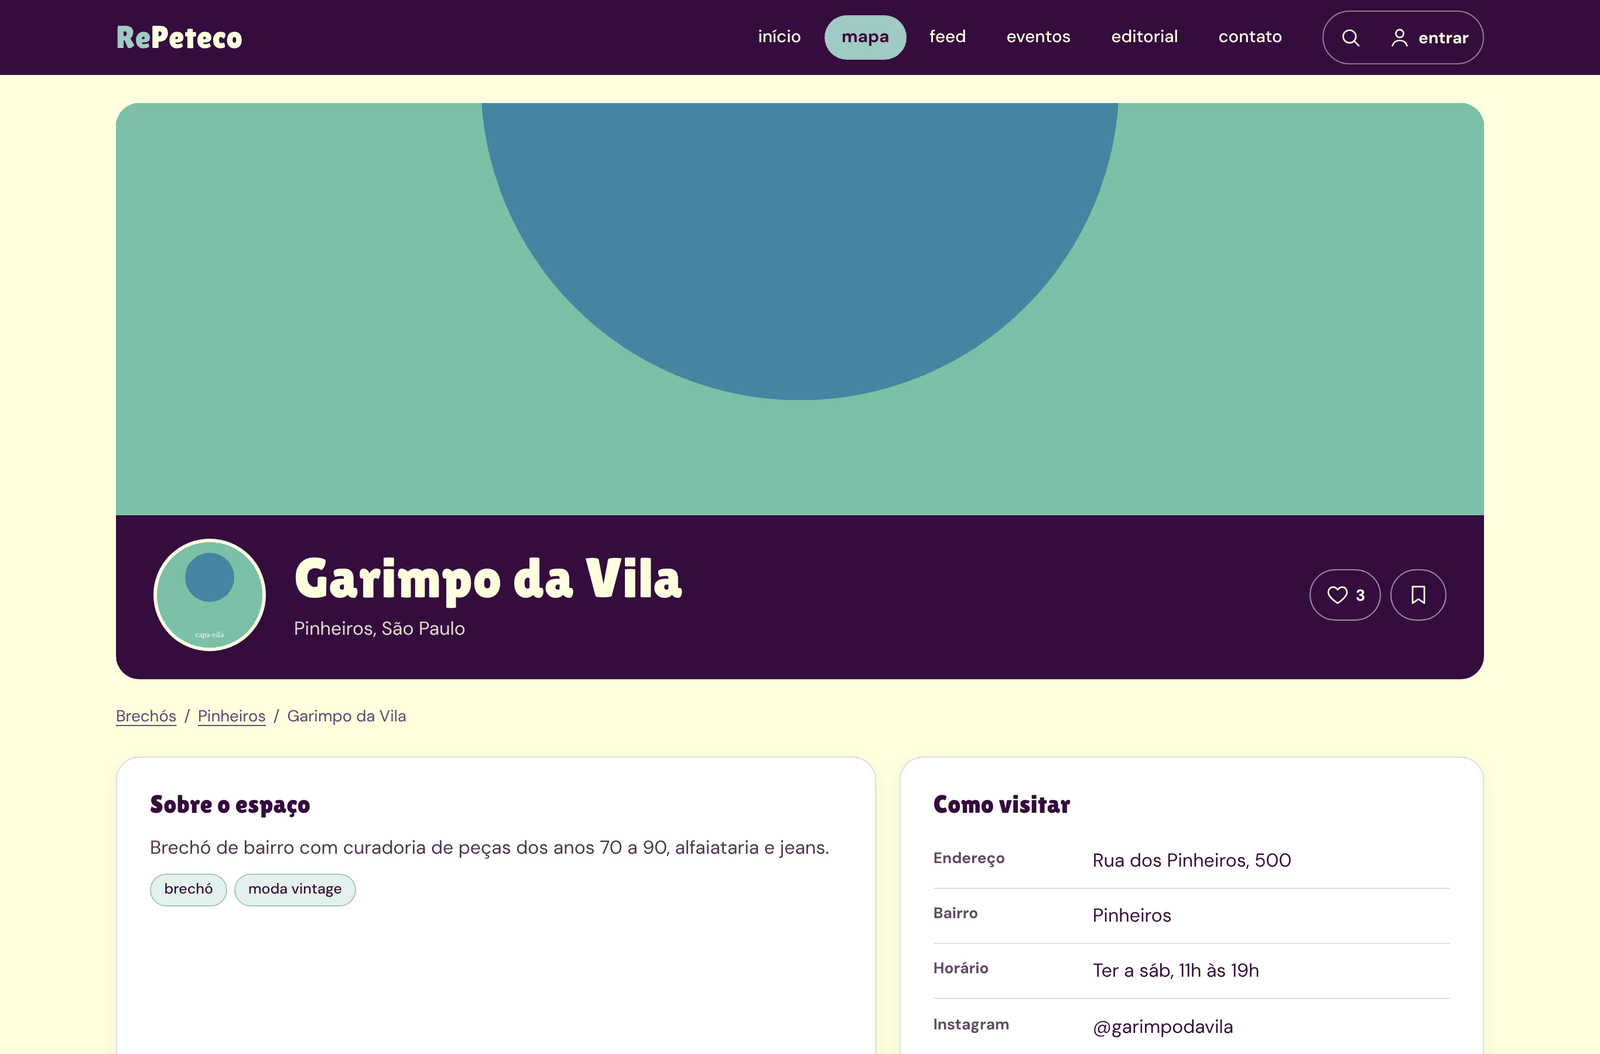 RePeteco
início mapa feed eventos editorial contato entrar
Garimpo da Vila
3
Pinheiros, São Paulo
capa-vila
Brechós / Pinheiros / Garimpo da Vila
Sobre o espaço
Brechó de bairro com curadoria de peças dos anos 70 a 90, alfaiataria e jeans.
brechó moda vintage
Como visitar
Endereço Rua dos Pinheiros, 500
Bairro Pinheiros
Horário Ter a sáb, 11h às 19h
Instagram @garimpodavila